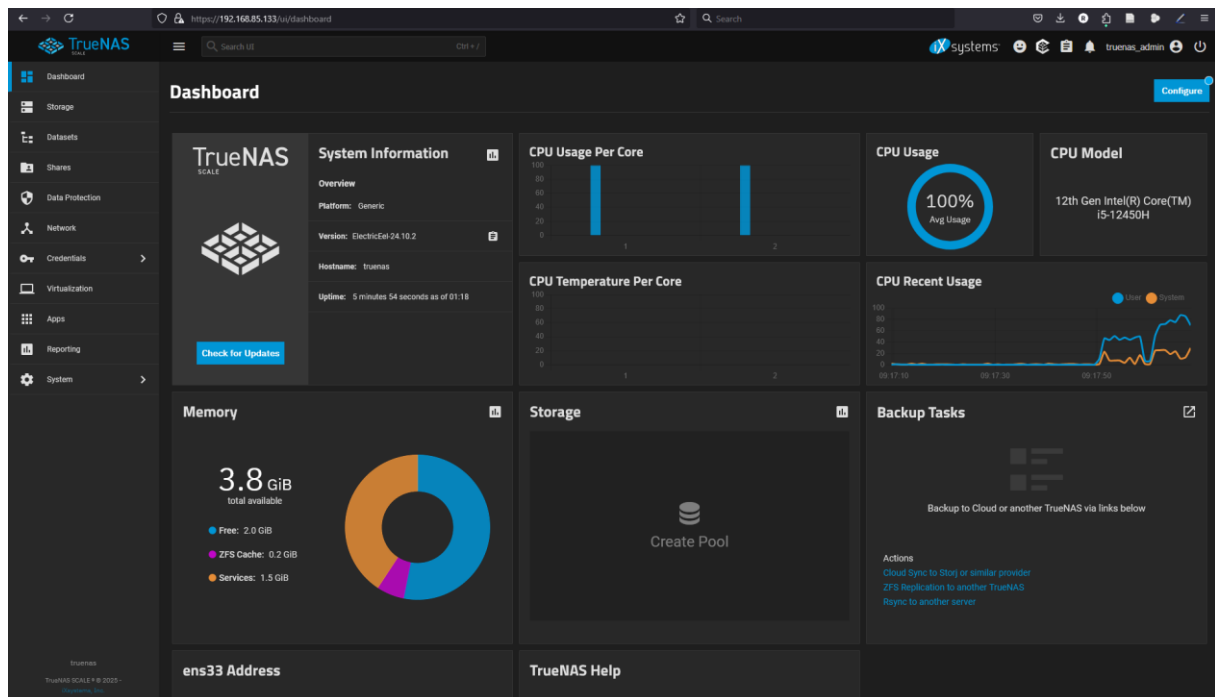 https://192.168.85.133/ui/dashboard
Search
TrueNAS
SCALE
Search UI
Ctrl + /
iXsystems
truenas_admin
Dashboard
Storage
Datasets
Shares
Data Protection
Network
Credentials
Virtualization
Apps
Reporting
System
truenas
TrueNAS SCALE ® © 2025 -
Dashboard
Configure
TrueNAS
SCALE
Check for Updates
System Information
Overview
Platform: Generic
Version: ElectricEel-24.10.2
Hostname: truenas
Uptime: 5 minutes 54 seconds as of 01:18
CPU Usage Per Core
100
80
60
40
20
0
1
2
CPU Usage
100%
Avg Usage
CPU Model
12th Gen Intel(R) Core(TM)
i5-12450H
CPU Temperature Per Core
100
80
60
40
20
0
1
2
CPU Recent Usage
User
System
100
80
60
40
20
0
09:17:10
09:17:30
09:17:50
Memory
3.8 GiB
total available
Free: 2.0 GiB
ZFS Cache: 0.2 GiB
Services: 1.5 GiB
Storage
Create Pool
Backup Tasks
Backup to Cloud or another TrueNAS via links below
Actions
Cloud Sync to Storj or similar provider
ZFS Replication to another TrueNAS
Rsync to another server
ens33 Address
TrueNAS Help